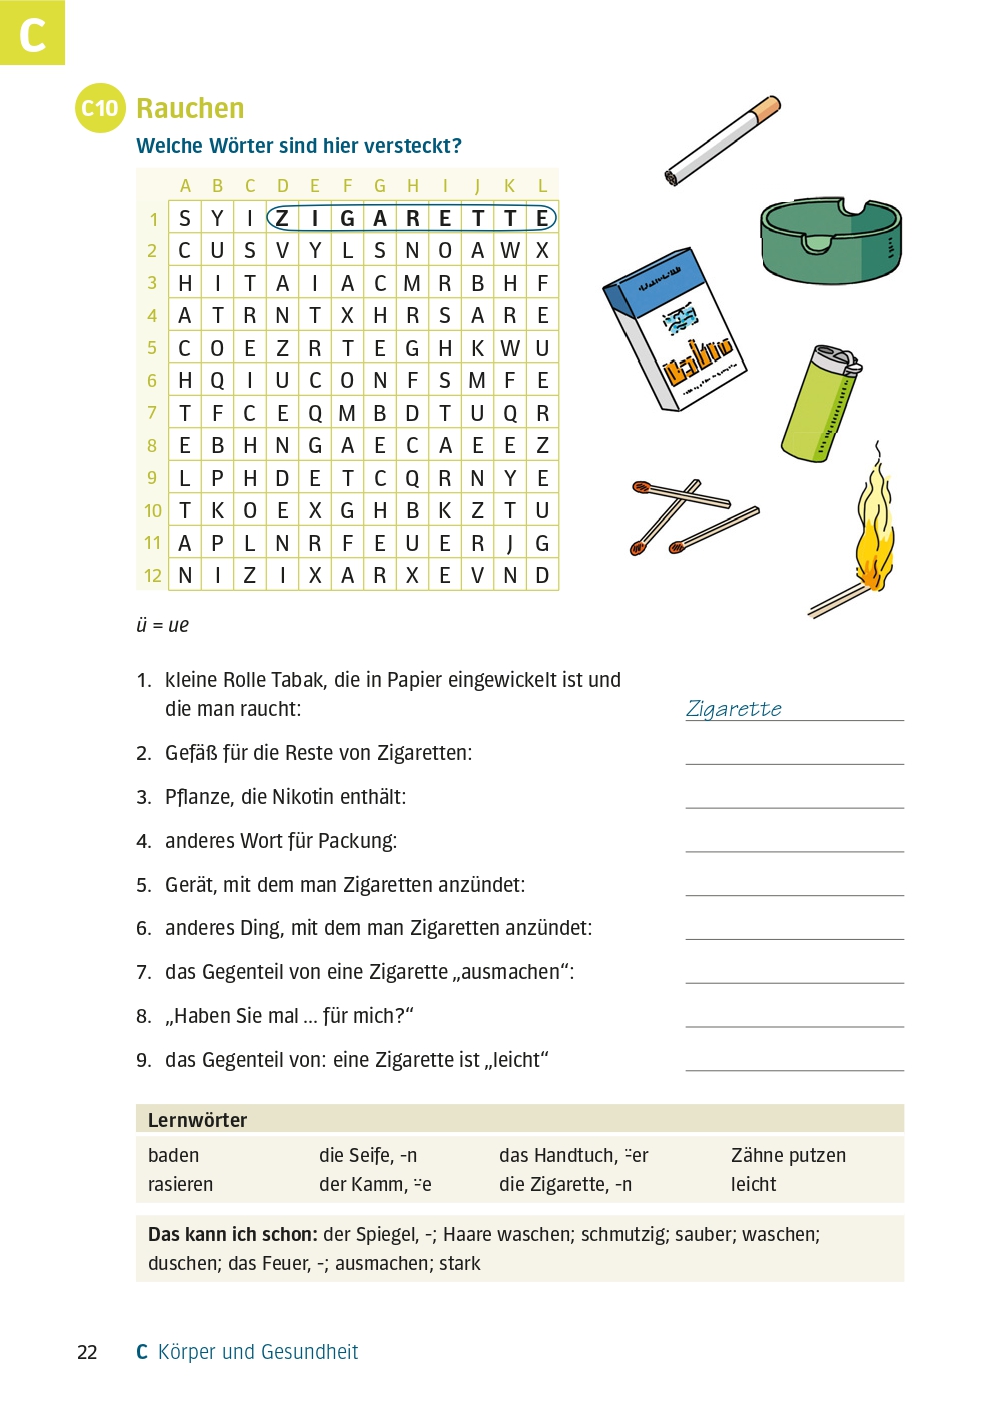 C
C10 Rauchen
Welche Wörter sind hier versteckt?
A B C D E F G H I J K L
1 S Y I Z I G A R E T T E
2 C U S V Y L S N O A W X
3 H I T A I A C M R B H F
4 A T R N T X H R S A R E
5 C O E Z R T E G H K W U
6 H Q I U C O N F S M F E
7 T F C E Q M B D T U Q R
8 E B H N G A E C A E E Z
9 L P H D E T C Q R N Y E
10 T K O E X G H B K Z T U
11 A P L N R F E U E R J G
12 N I Z I X A R X E V N D
ü = ue
1. kleine Rolle Tabak, die in Papier eingewickelt ist und
die man raucht: Zigarette
2. Gefäß für die Reste von Zigaretten:
3. Pflanze, die Nikotin enthält:
4. anderes Wort für Packung:
5. Gerät, mit dem man Zigaretten anzündet:
6. anderes Ding, mit dem man Zigaretten anzündet:
7. das Gegenteil von eine Zigarette „ausmachen“:
8. „Haben Sie mal ... für mich?“
9. das Gegenteil von: eine Zigarette ist „leicht“
Lernwörter
baden die Seife, -n das Handtuch, ¨-er Zähne putzen
rasieren der Kamm, ¨-e die Zigarette, -n leicht
Das kann ich schon: der Spiegel, -; Haare waschen; schmutzig; sauber; waschen;
duschen; das Feuer, -; ausmachen; stark
22 C Körper und Gesundheit